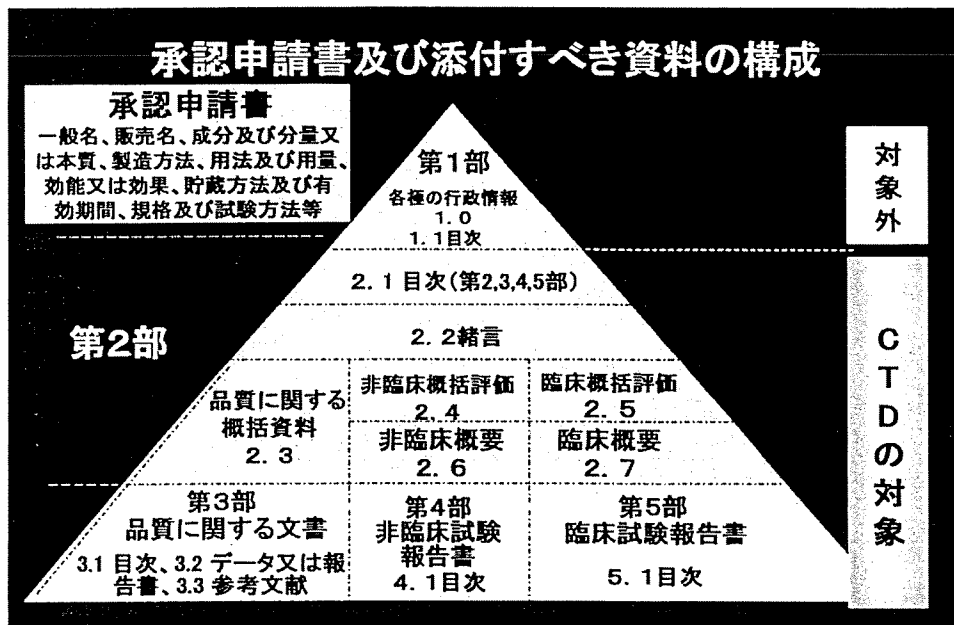 承認申請書及び添付すべき資料の構成
承認申請書
一般名、販売名、成分及び分量又
は本質、製造方法、用法及び用量、
効能又は効果、貯蔵方法及び有
効期間、規格及び試験方法等
第1部
各種の行政情報
1.0
1.1目次
対象外
2.1 目次(第2,3,4,5部)
第2部
2.2緒言
品質に関する
概括資料
2.3
非臨床概括評価
2.4
臨床概括評価
2.5
非臨床概要
2.6
臨床概要
2.7
第3部
品質に関する文書
3.1 目次、3.2 データ又は報
告書、3.3 参考文献
第4部
非臨床試験
報告書
4.1目次
第5部
臨床試験報告書
5.1目次
CTDの対象